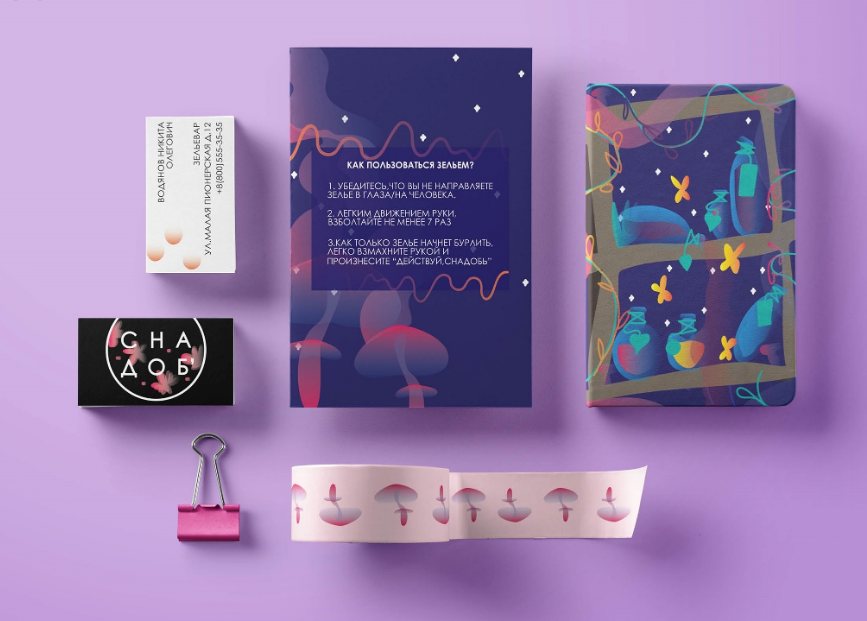 ВОДЯНОВ НИКИТА
ОЛЕГОВИЧ
ЗЕЛЬЕВАР
УЛ.МАЛАЯ ПИОНЕРСКАЯ Д.12
+8(800)555-35-35
СНА
ДОБ'
КАК ПОЛЬЗОВАТЬСЯ ЗЕЛЬЕМ?
1. УБЕДИТЕСЬ,ЧТО ВЫ НЕ НАПРАВЛЯЕТЕ
ЗЕЛЬЕ В ГЛАЗА/НА ЧЕЛОВЕКА.
2. ЛЕГКИМ ДВИЖЕНИЕМ РУКИ,
ВЗБОЛТАЙТЕ НЕ МЕНЕЕ 7 РАЗ
3.КАК ТОЛЬКО ЗЕЛЬЕ НАЧНЕТ БУРЛИТЬ,
ЛЕГКО ВЗМАХНИТЕ РУКОЙ И
ПРОИЗНЕСИТЕ "ДЕЙСТВУЙ,СНАДОБЬ"